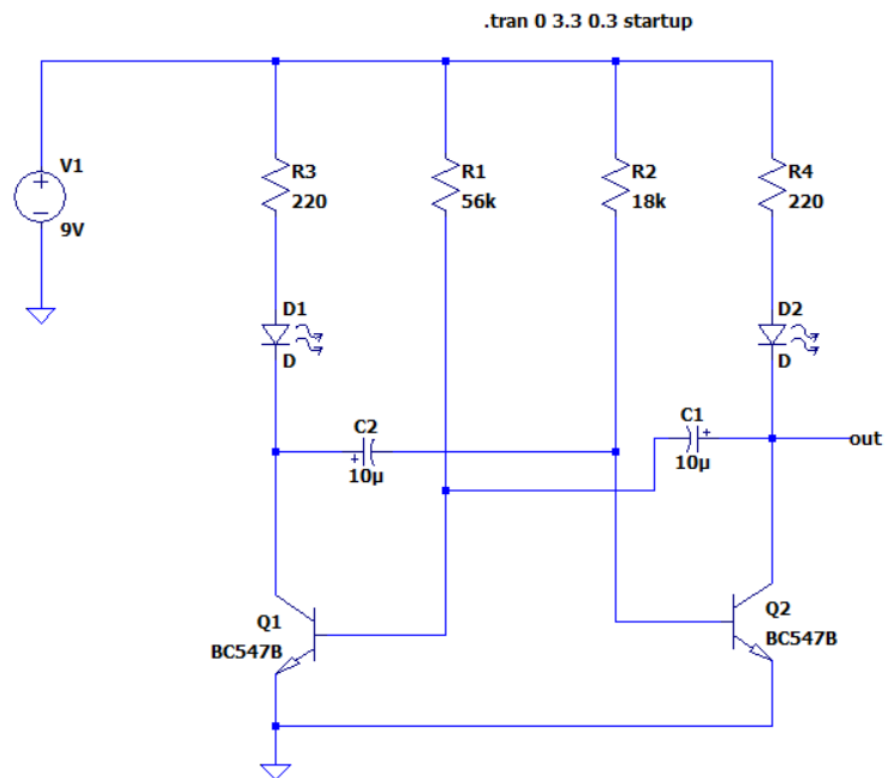 .tran 0 3.3 0.3 startup
V1
9V
R3
220
R1
56k
R2
18k
R4
220
D1
D
D2
D
C2
10µ
C1
10µ
out
Q1
BC547B
Q2
BC547B